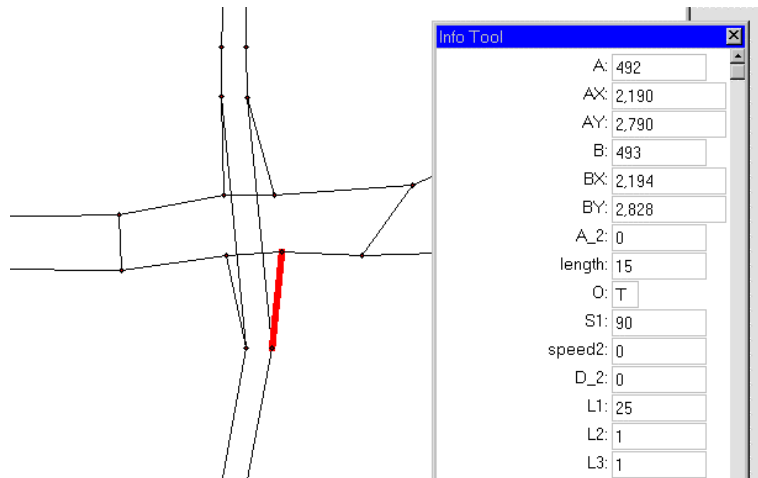 Info Tool
A: 492
AX: 2,190
AY: 2,790
B: 493
BX: 2,194
BY: 2,828
A_2: 0
length: 15
O: T
S1: 90
speed2: 0
D_2: 0
L1: 25
L2: 1
L3: 1